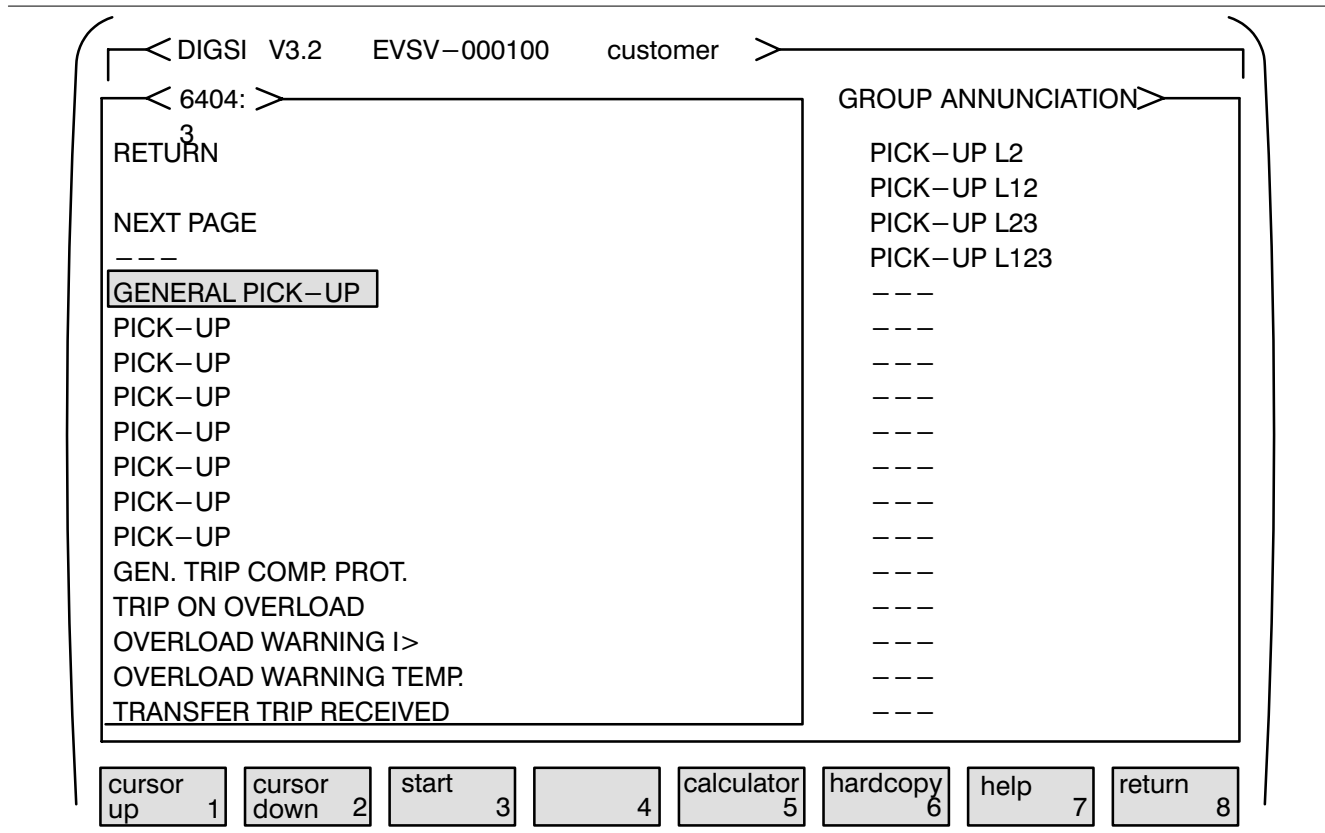 DIGSI V3.2 EVSV–000100 customer
6404:
3
RETURN
NEXT PAGE
–––
GENERAL PICK–UP
PICK–UP
PICK–UP
PICK–UP
PICK–UP
PICK–UP
PICK–UP
PICK–UP
GEN. TRIP COMP. PROT.
TRIP ON OVERLOAD
OVERLOAD WARNING I>
OVERLOAD WARNING TEMP.
TRANSFER TRIP RECEIVED
GROUP ANNUNCIATION
PICK–UP L2
PICK–UP L12
PICK–UP L23
PICK–UP L123
–––
–––
–––
–––
–––
–––
–––
–––
–––
–––
–––
–––
–––
cursor
up 1
cursor
down 2
start
3
4
calculator
5
hardcopy
6
help
7
return
8